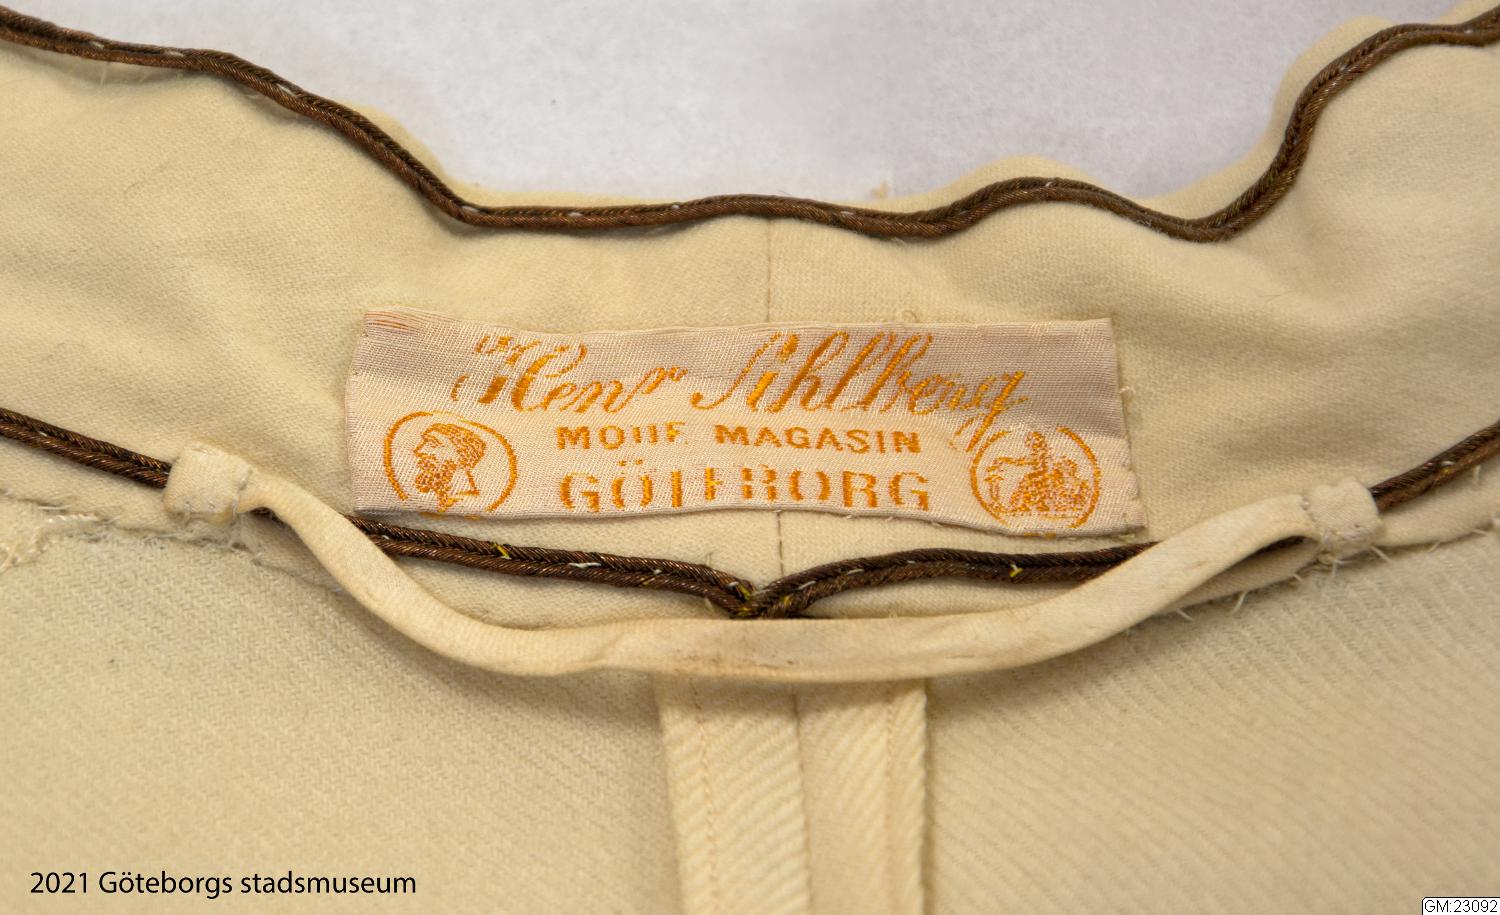 Henr Sihlberg
MODE MAGASIN
GÖTEBORG
2021 Göteborgs stadsmuseum
GM:23092